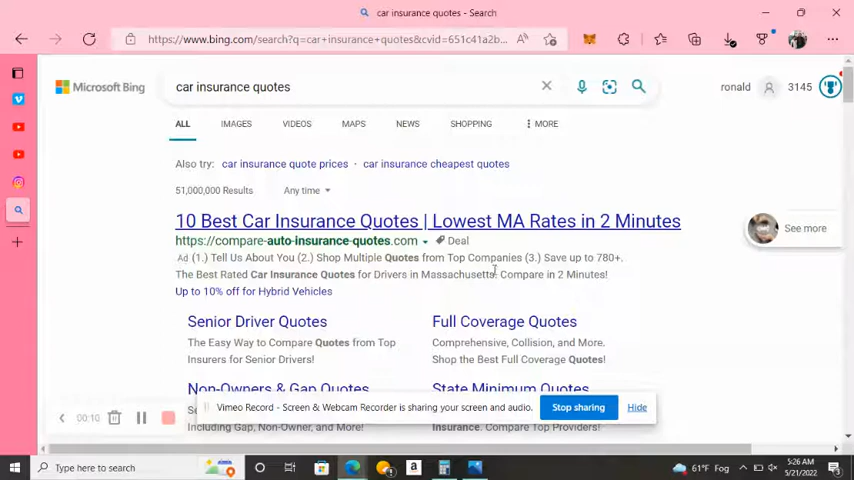 car insurance quotes - Search
https://www.bing.com/search?q=car+insurance+quotes&cvid=651c41a2b...
Microsoft Bing
car insurance quotes
ronald
3145
ALL IMAGES VIDEOS MAPS NEWS SHOPPING MORE
Also try: car insurance quote prices · car insurance cheapest quotes
51,000,000 Results Any time
10 Best Car Insurance Quotes | Lowest MA Rates in 2 Minutes
https://compare-auto-insurance-quotes.com Deal
See more
Ad (1.) Tell Us About You (2.) Shop Multiple Quotes from Top Companies (3.) Save up to 780+.
The Best Rated Car Insurance Quotes for Drivers in Massachusetts. Compare in 2 Minutes!
Up to 10% off for Hybrid Vehicles
Senior Driver Quotes
The Easy Way to Compare Quotes from Top
Insurers for Senior Drivers!
Full Coverage Quotes
Comprehensive, Collision, and More.
Shop the Best Full Coverage Quotes!
Non-Owners & Gap Quotes
Including Gap, Non-Owner, and More!
State Minimum Quotes
Insurance. Compare Top Providers!
00:10
Vimeo Record - Screen & Webcam Recorder is sharing your screen and audio.
Stop sharing
Hide
Type here to search
61°F Fog
5:26 AM
5/21/2022